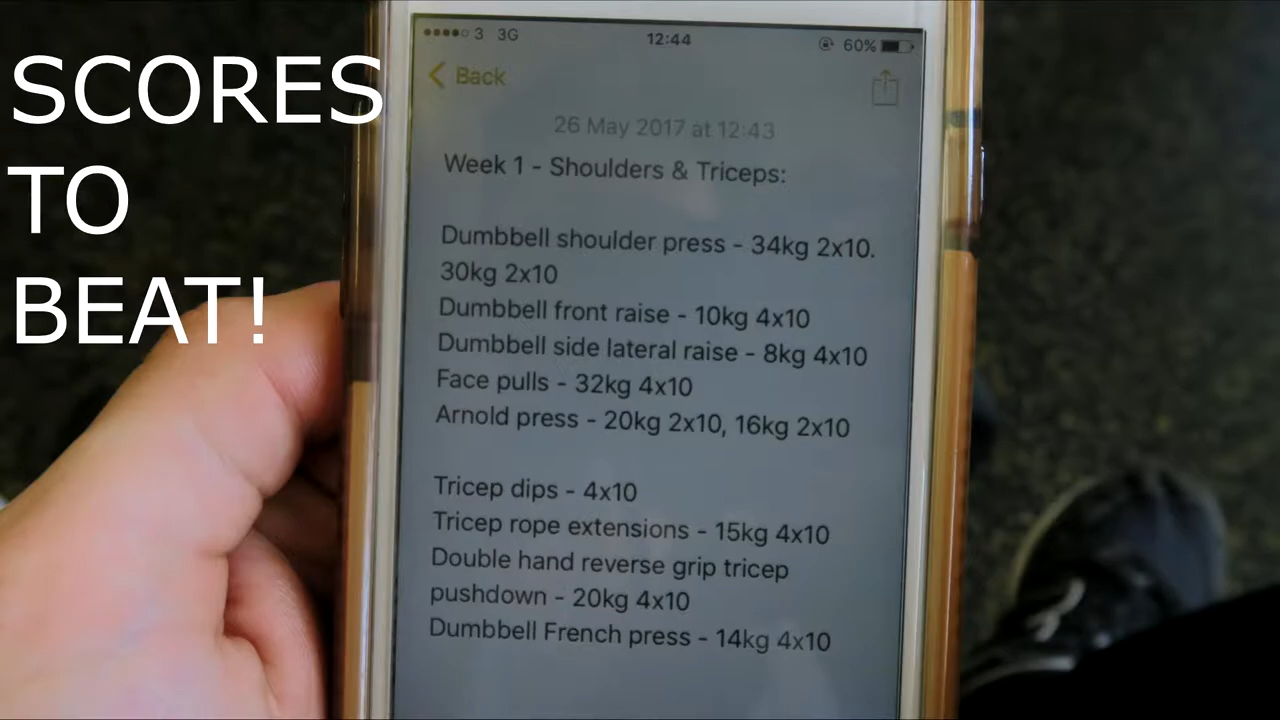 SCORES
TO
BEAT!
3 3G 12:44 60%
Back
26 May 2017 at 12:43
Week 1 - Shoulders & Triceps:
Dumbbell shoulder press - 34kg 2x10.
30kg 2x10
Dumbbell front raise - 10kg 4x10
Dumbbell side lateral raise - 8kg 4x10
Face pulls - 32kg 4x10
Arnold press - 20kg 2x10, 16kg 2x10
Tricep dips - 4x10
Tricep rope extensions - 15kg 4x10
Double hand reverse grip tricep
pushdown - 20kg 4x10
Dumbbell French press - 14kg 4x10